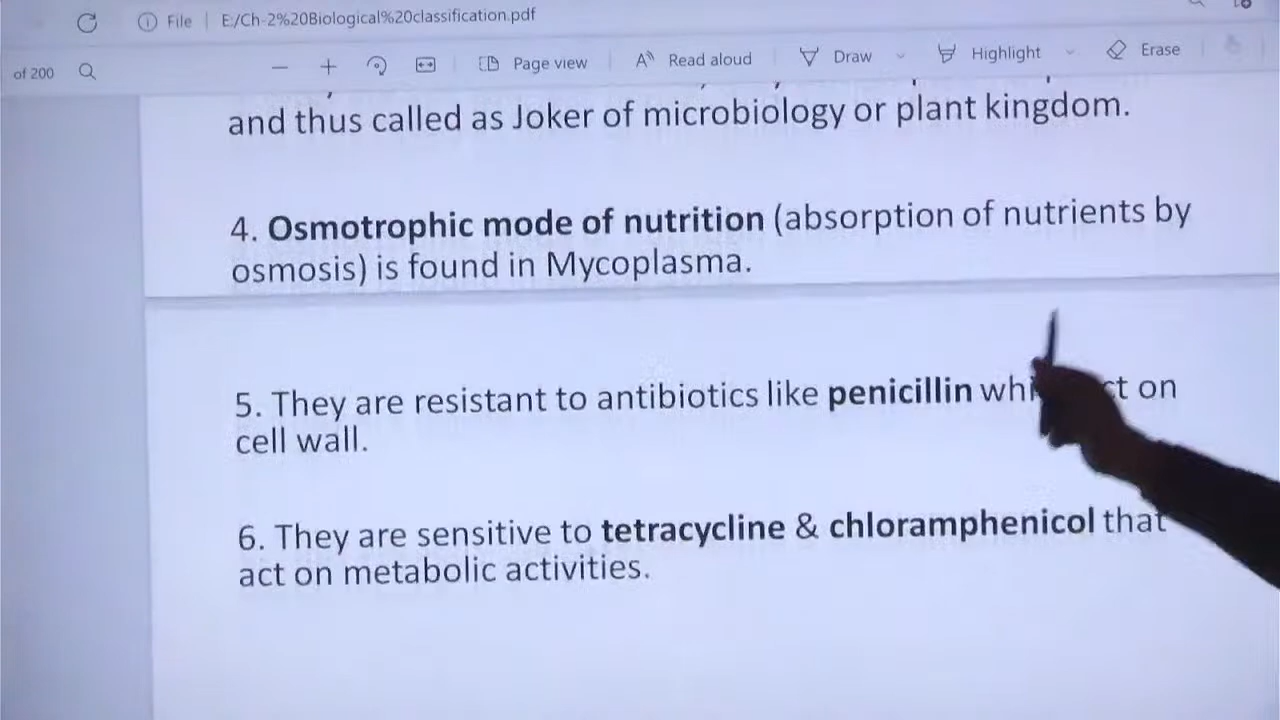 File | E:/Ch-2%20Biological%20classification.pdf
of 200 Page view Read aloud Draw Highlight Erase
and thus called as Joker of microbiology or plant kingdom.
4. Osmotrophic mode of nutrition (absorption of nutrients by
osmosis) is found in Mycoplasma.
5. They are resistant to antibiotics like penicillin on
cell wall.
6. They are sensitive to tetracycline & chloramphenicol that
act on metabolic activities.